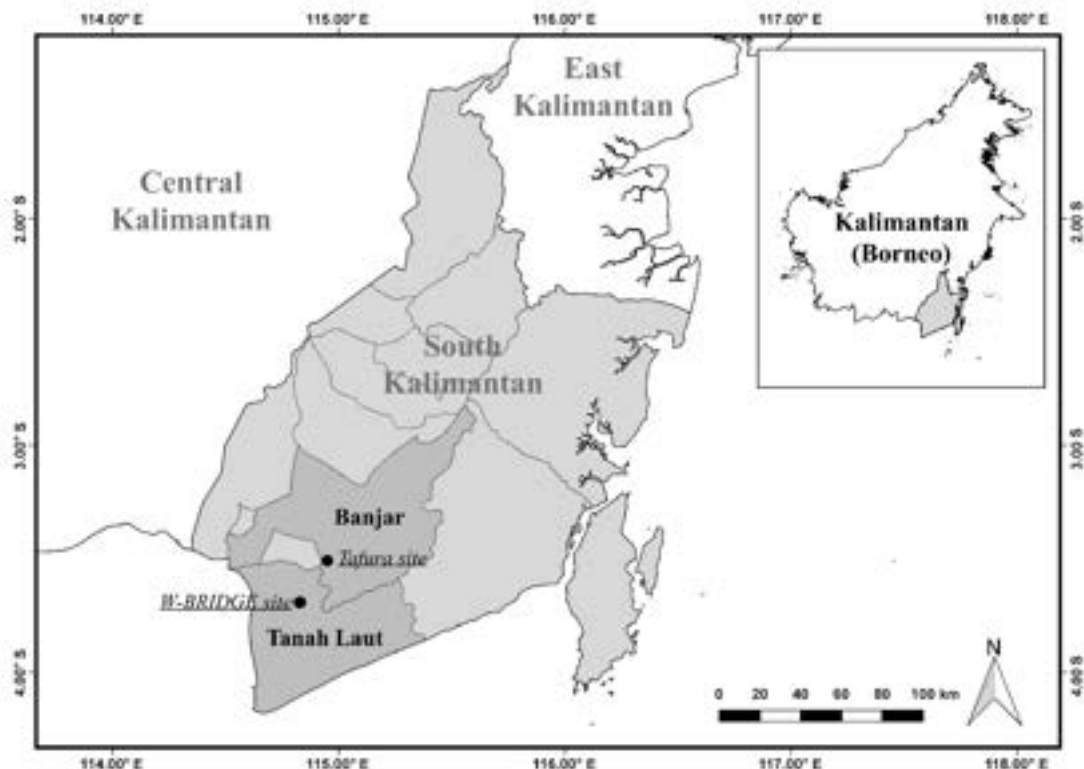 114.00° E 115.00° E 116.00° E 117.00° E 118.00° E
East
Kalimantan
Central
Kalimantan
2.00° S
2.00° S
Kalimantan
(Borneo)
South
Kalimantan
3.00° S
3.00° S
Banjar
Tafura site
W-BRIDGE site
Tanah Laut
4.00° S
4.00° S
N
0 20 40 60 80 100 km
114.00° E 115.00° E 116.00° E 117.00° E 118.00° E